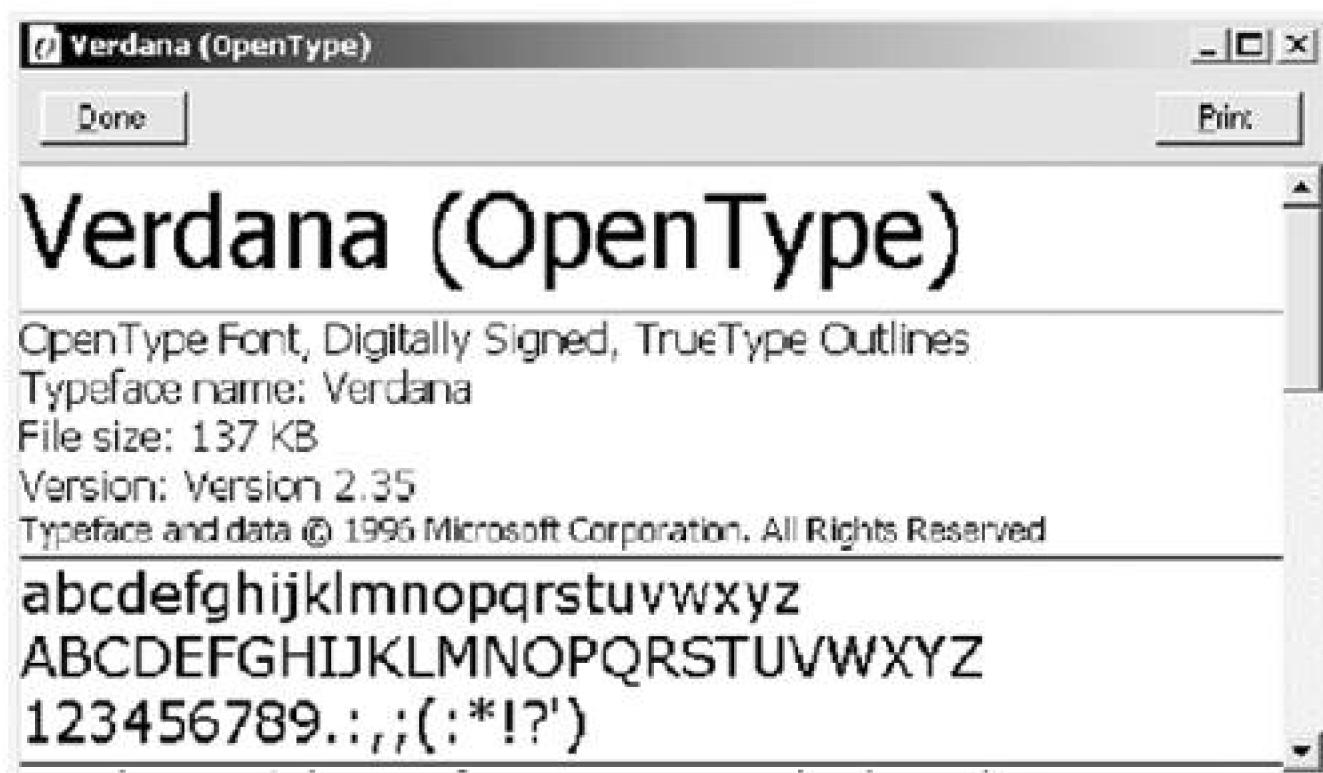 Verdana (OpenType)
Done
Print
Verdana (OpenType)
OpenType Font, Digitally Signed, TrueType Outlines
Typeface name: Verdana
File size: 137 KB
Version: Version 2.35
Typeface and data © 1996 Microsoft Corporation. All Rights Reserved
abcdefghijklmnopqrstuvwxyz
ABCDEFGHIJKLMNOPQRSTUVWXYZ
123456789.:,;(:*!?')